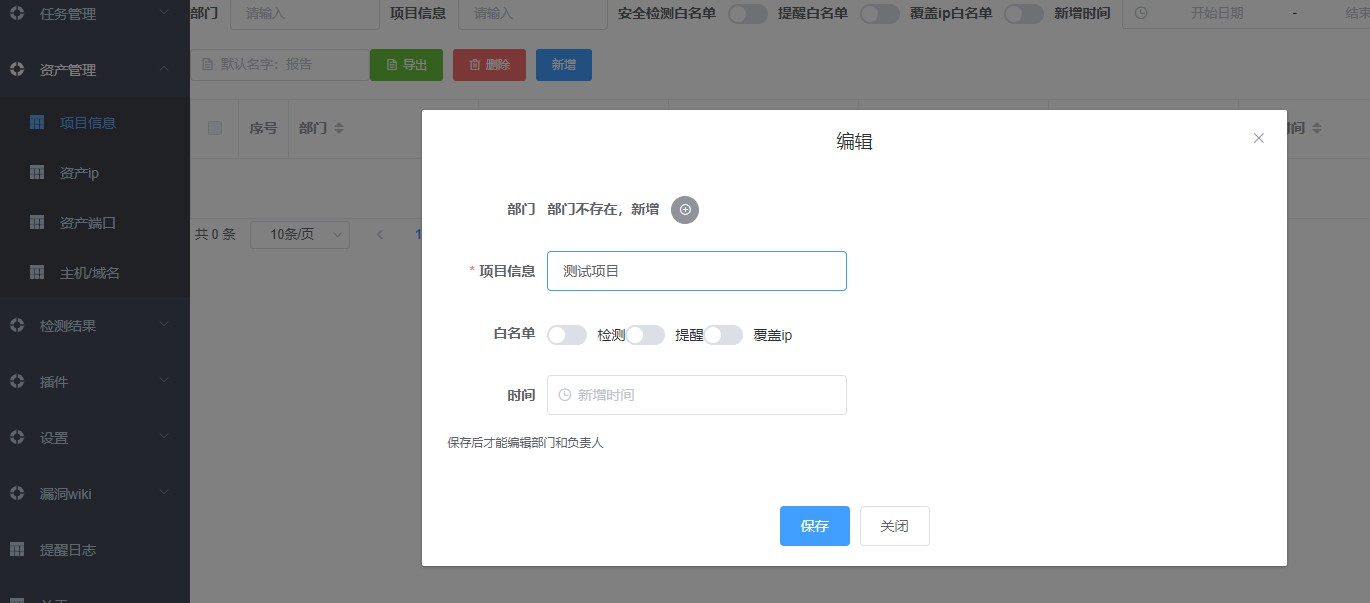 任务管理
资产管理
项目信息
资产ip
资产端口
主机/域名
检测结果
插件
设置
漏洞wiki
提醒日志
部门 请输入 项目信息 请输入 安全检测白名单 提醒白名单 覆盖ip白名单 新增时间 开始日期 - 结束
默认名字：报告 导出 删除 新增
序号 部门
共 0 条 10条/页 1
编辑
部门 部门不存在，新增
* 项目信息 测试项目
白名单 检测 提醒 覆盖ip
时间 新增时间
保存后才能编辑部门和负责人
保存 关闭